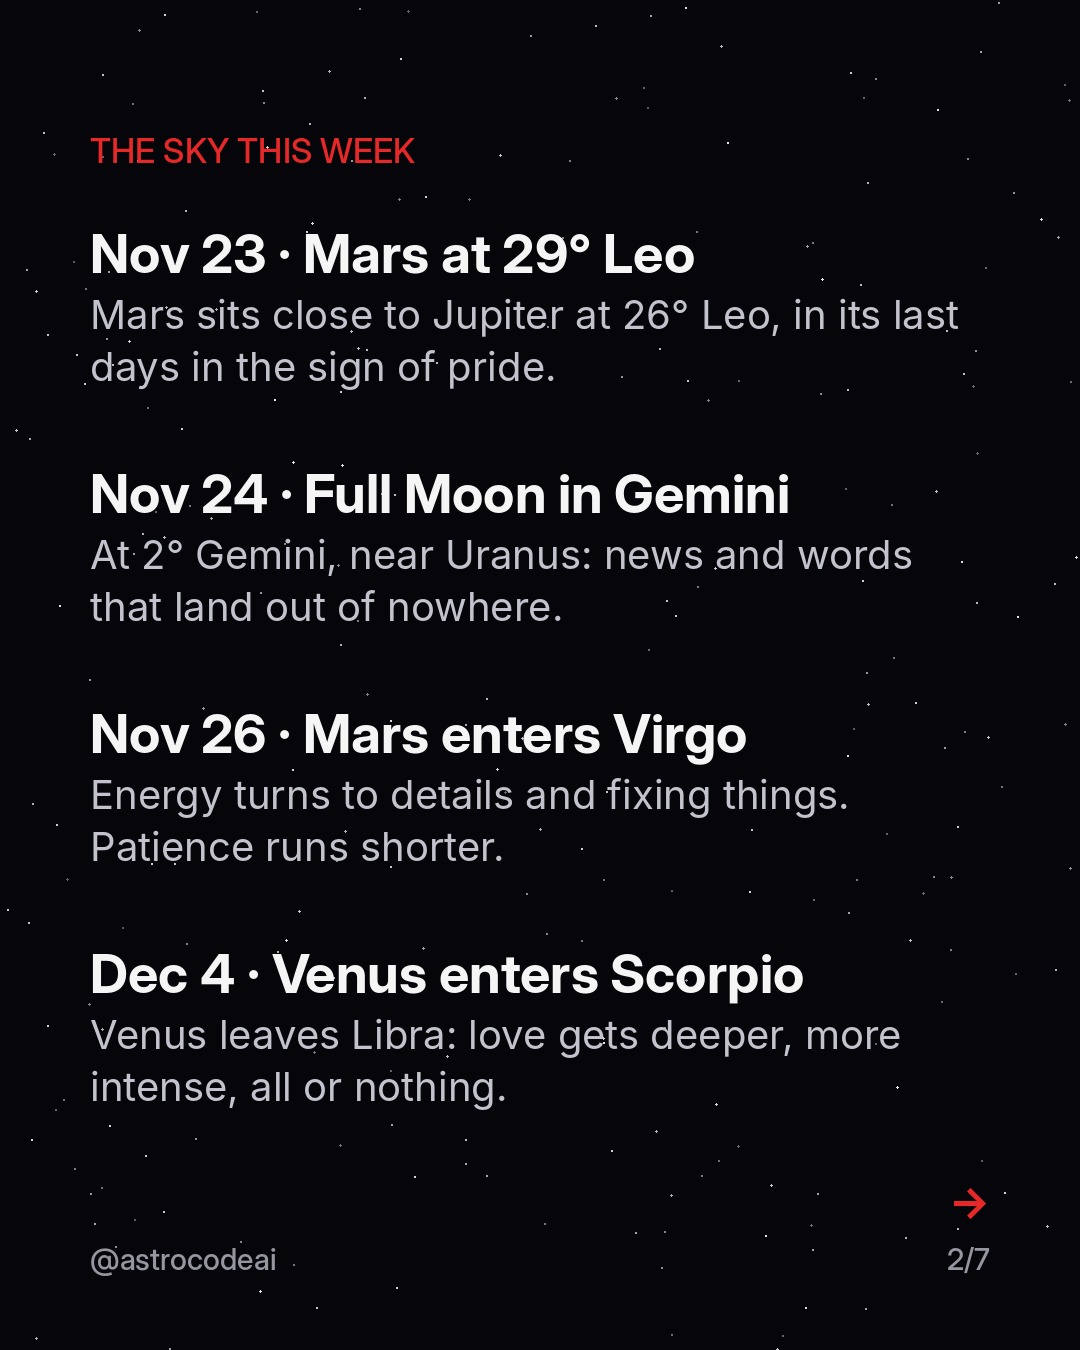 THE SKY THIS WEEK
Nov 23 · Mars at 29° Leo
Mars sits close to Jupiter at 26° Leo, in its last
days in the sign of pride.
Nov 24 · Full Moon in Gemini
At 2° Gemini, near Uranus: news and words
that land out of nowhere.
Nov 26 · Mars enters Virgo
Energy turns to details and fixing things.
Patience runs shorter.
Dec 4 · Venus enters Scorpio
Venus leaves Libra: love gets deeper, more
intense, all or nothing.
→
@astrocodeai
2/7